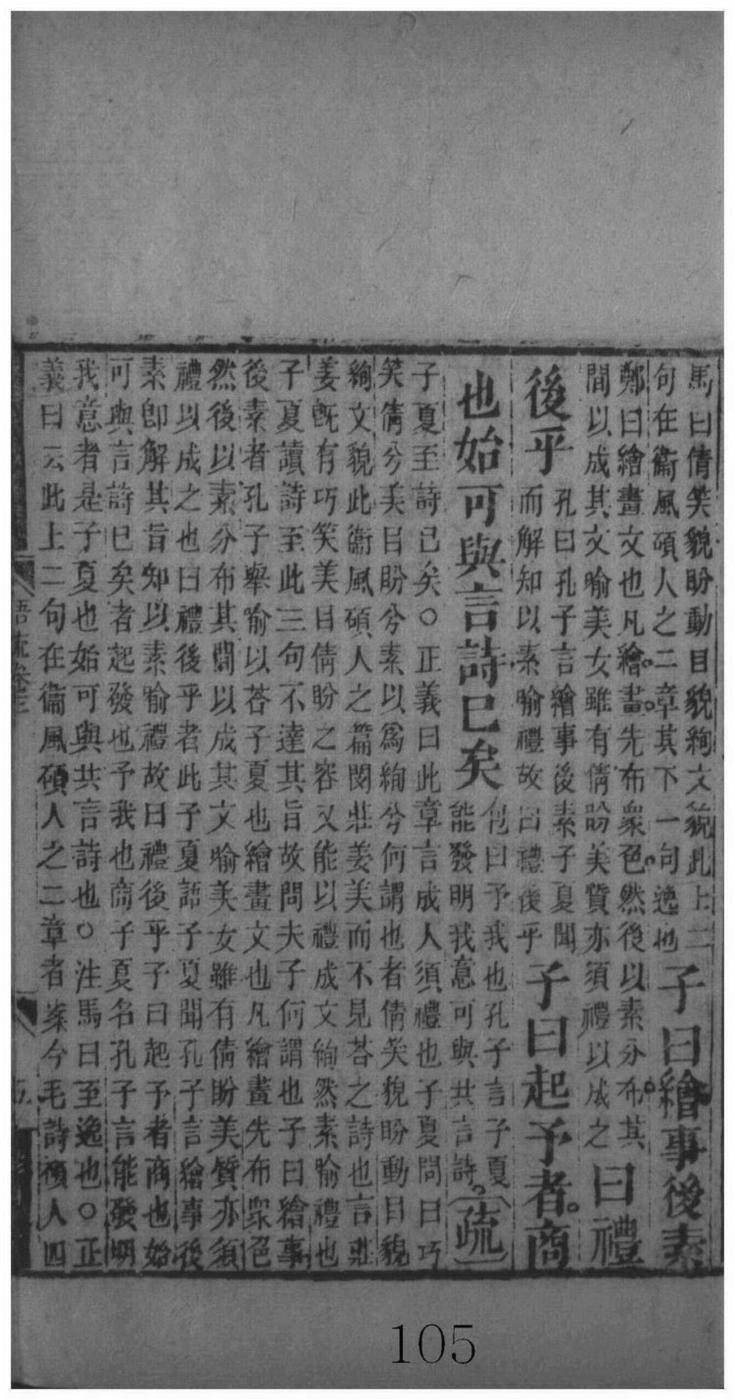 馬曰倩笑貌盼動目貌絢文貌此上二
句在衞風碩人之二章其下一句逸也
子曰繪事後素
鄭曰繪畫文也凡繪畫先布衆色然後以素分布其
間以成其文喻美女雖有倩盼美質亦須禮以成之
曰禮
後乎
孔曰孔子言繪事後素子夏聞
而解知以素喻禮故曰禮後乎
子曰起予者商
也始可與言詩已矣
包曰予我也孔子言子夏
能發明我意可與共言詩
疏
子夏至詩已矣○正義曰此章言成人須禮也子夏問曰巧
笑倩兮美目盼兮素以爲絢兮何謂也者倩笑貌盼動目貌
絢文貌此衞風碩人之篇閔莊姜美而不見荅之詩也言莊
姜旣有巧笑美目倩盼之容又能以禮成文絢然素喻禮也
子夏讀詩至此三句不達其旨故問夫子何謂也子曰繪事
後素者孔子舉喻以荅子夏也繪畫文也凡繪畫先布衆色
然後以素分布其間以成其文喻美女雖有倩盼美質亦須
禮以成之也曰禮後乎者此子夏語子夏聞孔子言繪事後
素卽解其旨知以素喻禮故曰禮後乎子曰起予者商也始
可與言詩已矣者起發也予我也商子夏名孔子言能發明
我意者是子夏也始可與共言詩也○注馬曰至逸也○正
義曰云此上二句在衞風碩人之二章者案今毛詩碩人四
語疏卷三
五
105